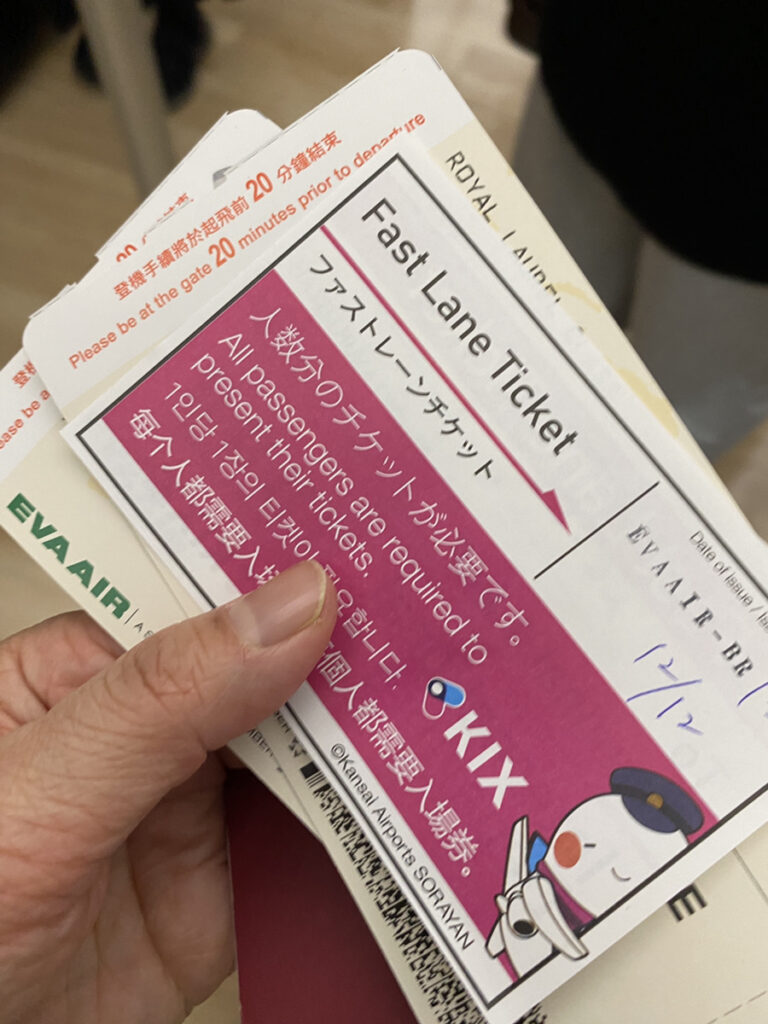 登機手續將於起飛前 20 分鐘結束
Please be at the gate 20 minutes prior to departure
ROYAL LAUREL
EVAAIR
Fast Lane Ticket
ファストレーンチケット
人数分のチケットが必要です。
All passengers are required to
present their tickets.
1인당 1장의 티켓이 필요합니다.
每个人都需要入场
個人都需要入場券。
KIX
©Kansai Airports SORAYAN
Date of Issue /
EVAAIR-BR
12/12